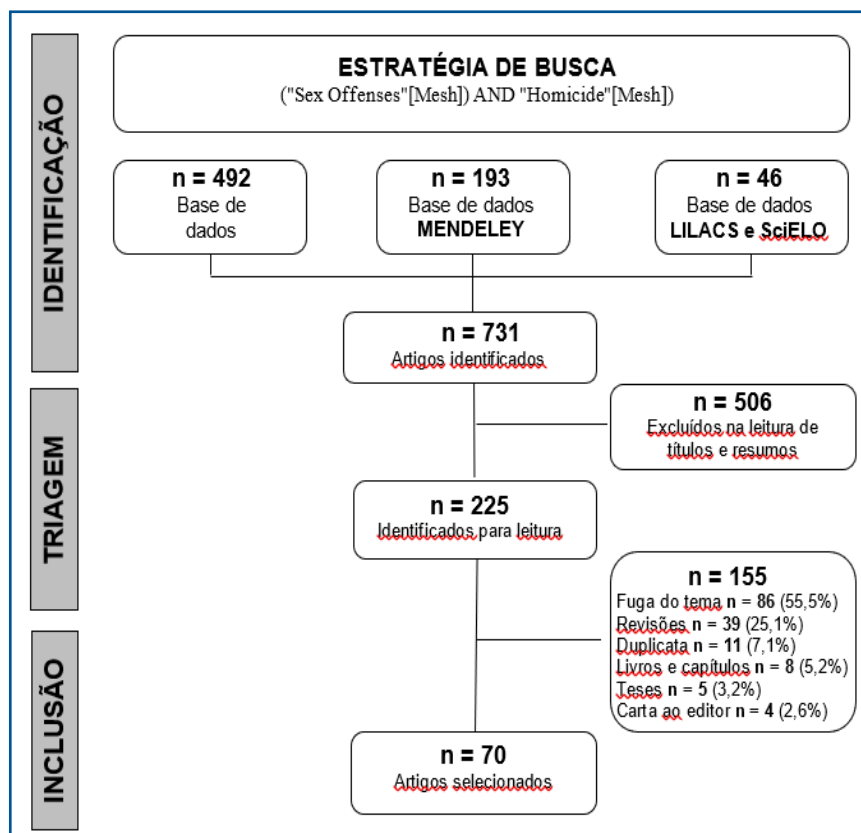 IDENTIFICAÇÃO
ESTRATÉGIA DE BUSCA
("Sex Offenses"[Mesh]) AND "Homicide"[Mesh])
n = 492
Base de
dados
n = 193
Base de dados
MENDELEY
n = 46
Base de dados
LILACS e SciELO
n = 731
Artigos identificados
TRIAGEM
n = 506
Excluídos na leitura de
títulos e resumos
n = 225
Identificados para leitura
n = 155
Fuga do tema n = 86 (55,5%)
Revisões n = 39 (25,1%)
Duplicata n = 11 (7,1%)
Livros e capítulos n = 8 (5,2%)
Teses n = 5 (3,2%)
Carta ao editor n = 4 (2,6%)
INCLUSÃO
n = 70
Artigos selecionados